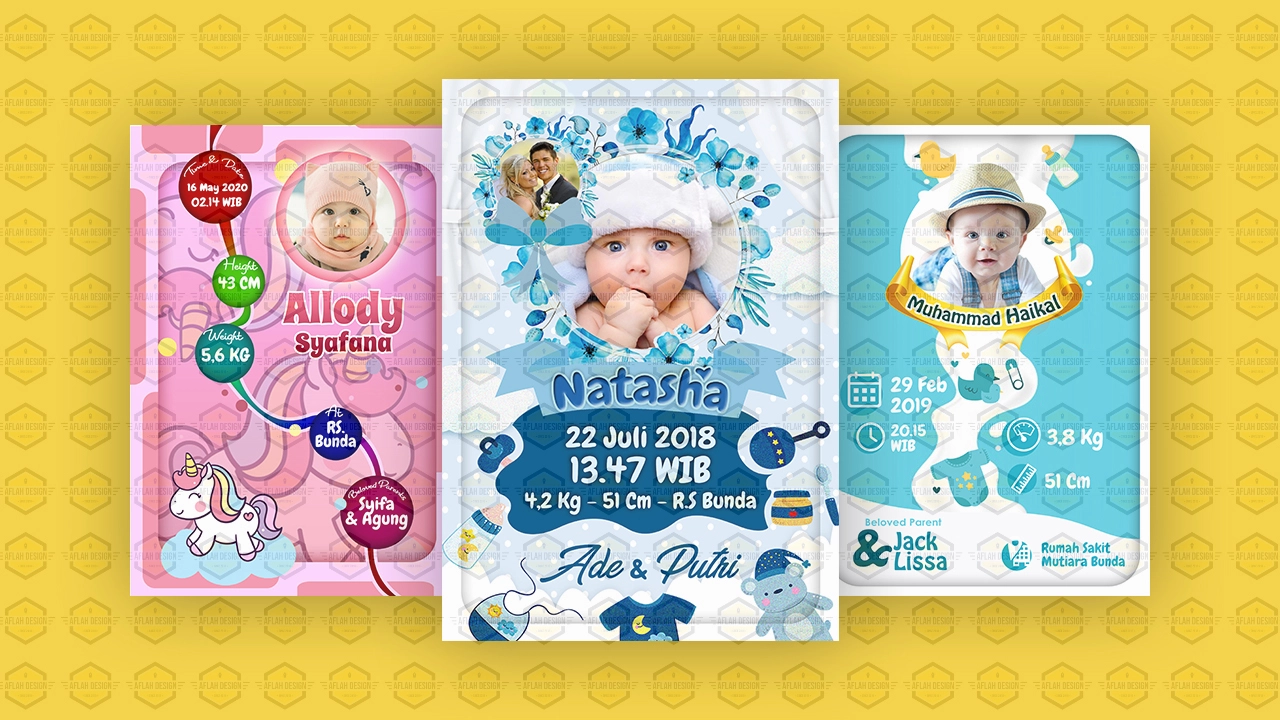 Time & Date
16 May 2020
02.14 WIB
Height
43 CM
Weight
5,6 KG
At
RS.
Bunda
Beloved Parents
Syifa
& Agung
Allody
Syafana
Natasha
22 Juli 2018
13.47 WIB
4.2 Kg - 51 Cm - R.S Bunda
Ade & Putri
Muhammad Haikal
29 Feb
2019
20.15
WIB
3,8 Kg
51 Cm
Beloved Parent
Jack
& Lissa
Rumah Sakit
Mutiara Bunda
AFLAH DESIGN